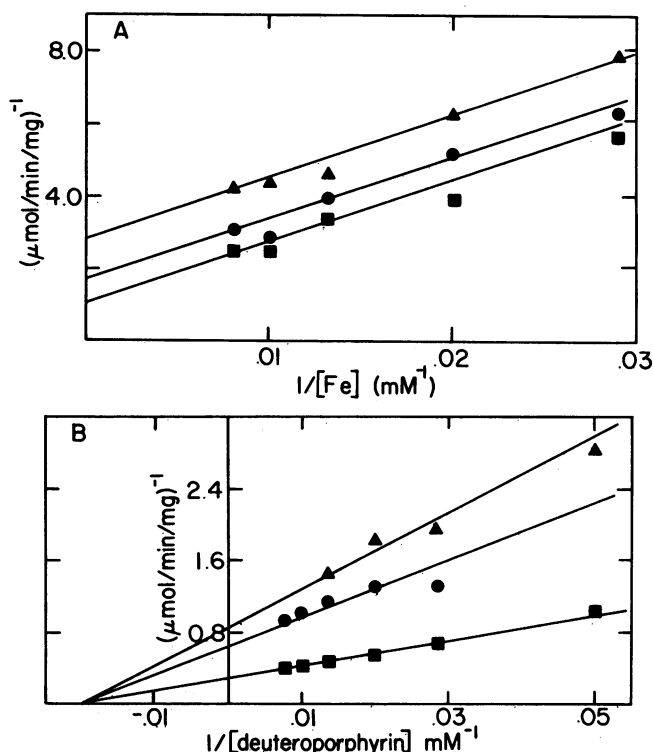 A
8.0
4.0
(μmol/min/mg)⁻¹
.01
.02
.03
1/[Fe] (mM⁻¹)
B
2.4
1.6
0.8
(μmol/min/mg)⁻¹
-.01
.01
.03
0.05
1/[deuteroporphyrin] mM⁻¹